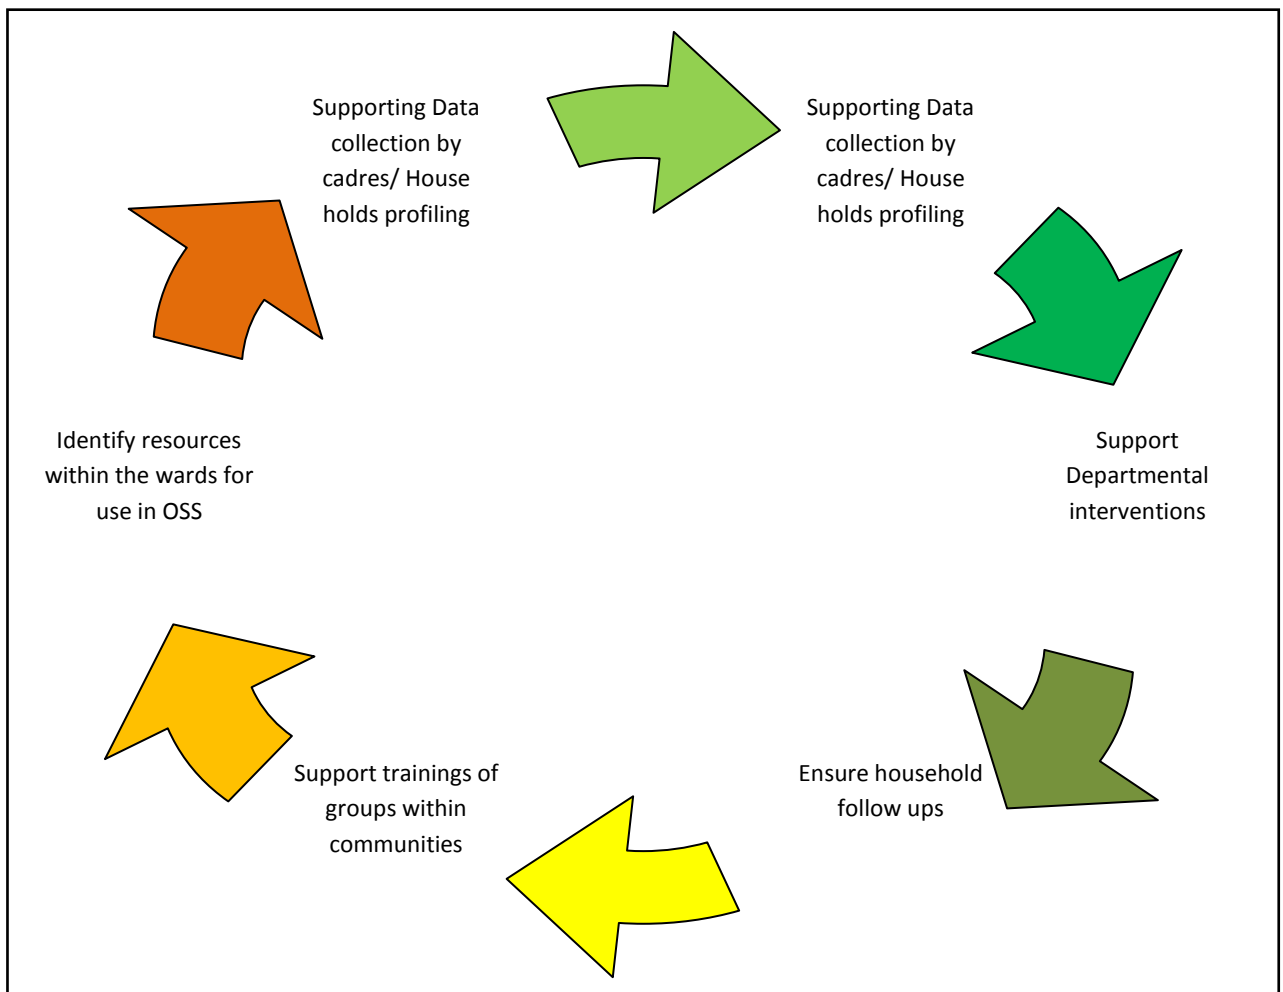 Supporting Data
collection by
cadres/ House
holds profiling
Supporting Data
collection by
cadres/ House
holds profiling
Support
Departmental
interventions
Ensure household
follow ups
Support trainings of
groups within
communities
Identify resources
within the wards for
use in OSS